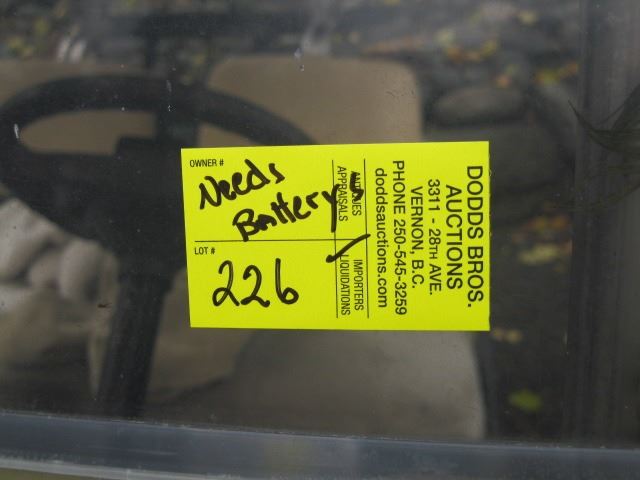 OWNER #
Needs
Battery
LOT #
226
DODDS BROS.
AUCTIONS
3311 - 28TH AVE.
VERNON, B.C.
PHONE 250-545-3259
doddsauctions.com
IMPORTERS
LIQUIDATIONS
APPRAISALS